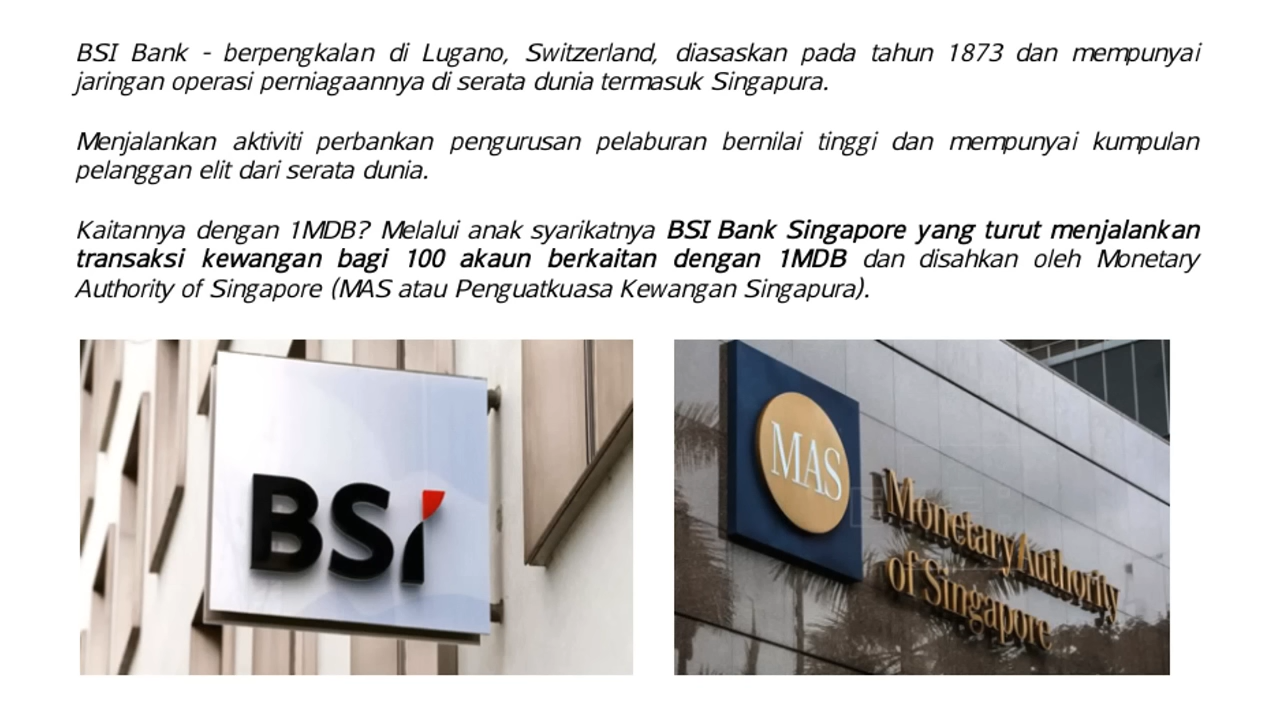 BSI Bank - berpengkalan di Lugano, Switzerland, diasaskan pada tahun 1873 dan mempunyai
jaringan operasi perniagaannya di serata dunia termasuk Singapura.
Menjalankan aktiviti perbankan pengurusan pelaburan bernilai tinggi dan mempunyai kumpulan
pelanggan elit dari serata dunia.
Kaitannya dengan 1MDB? Melalui anak syarikatnya BSI Bank Singapore yang turut menjalankan
transaksi kewangan bagi 100 akaun berkaitan dengan 1MDB dan disahkan oleh Monetary
Authority of Singapore (MAS atau Penguatkuasa Kewangan Singapura).
BSI
MAS
Monetary Authority
of Singapore